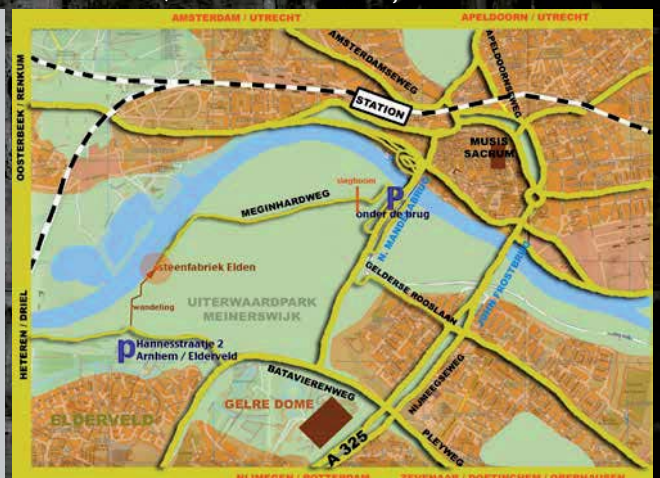 AMSTERDAM / UTRECHT
APELDOORN / UTRECHT
OOSTERBEEK / RENKUM
AMSTERDAMSEWEG
APELDOORNSEWEG
STATION
MUSIS
SACRUM
slagboom
P
onder de brug
MEGINHARDWEG
N. MANDELABRUG
steenfabriek Elden
GELDERSE ROOSLAAN
JOHN FROSTBRUG
wandeling
UITERWAARDPARK
MEINERSWIJK
HETEREN / DRIEL
P
Hannesstraatje 2
Arnhem / Elderveld
BATAVIERENWEG
NIJMEEGSEWEG
ELDERVELD
GELRE DOME
A 325
PLEYWEG
NIJMEGEN / ROTTERDAM
ZEVENAAR / DOETINCHEM / OBERHAUSEN